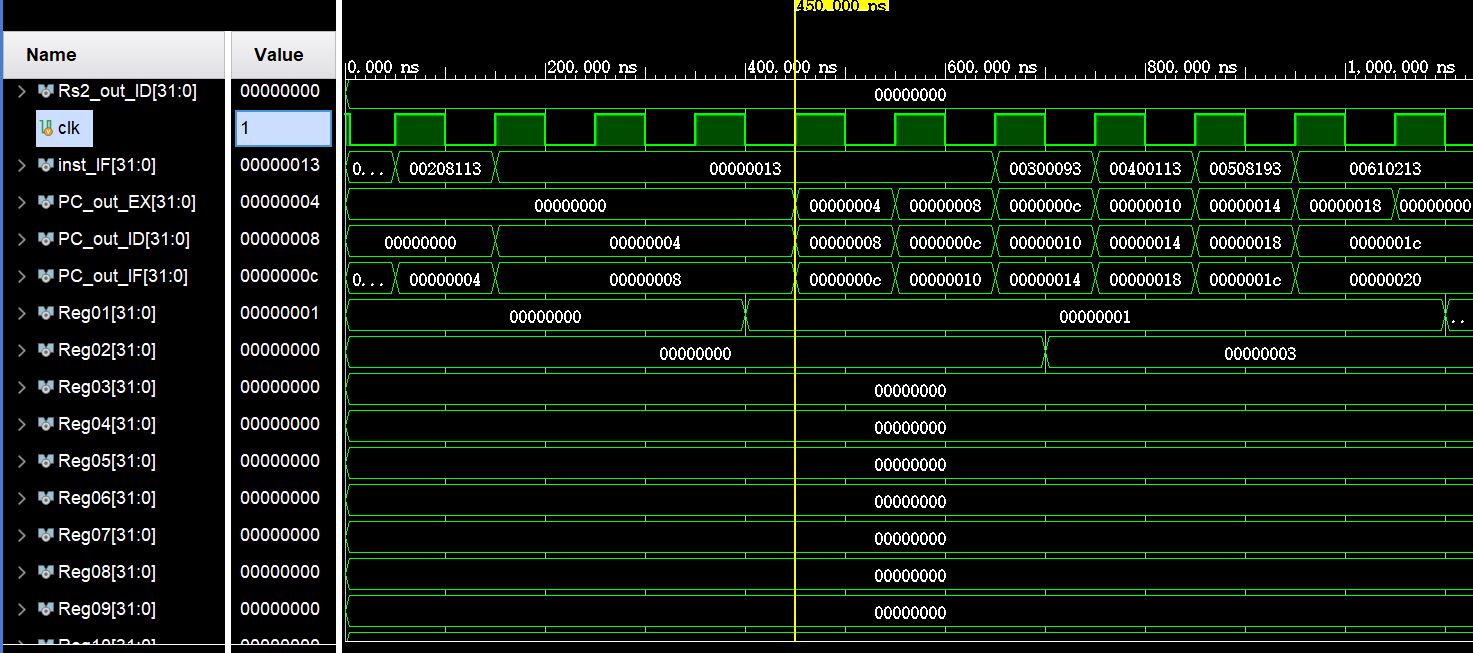 450.000 ns
Name Value 0.000 ns 200.000 ns 400.000 ns 600.000 ns 800.000 ns 1,000.000 ns
Rs2_out_ID[31:0] 00000000 00000000
clk 1
inst_IF[31:0] 00000013 0... 00208113 00000013 00300093 00400113 00508193 00610213
PC_out_EX[31:0] 00000004 00000000 00000004 00000008 0000000c 00000010 00000014 00000018 00000000
PC_out_ID[31:0] 00000008 00000000 00000004 00000008 0000000c 00000010 00000014 00000018 0000001c
PC_out_IF[31:0] 0000000c 0... 00000004 00000008 0000000c 00000010 00000014 00000018 0000001c 00000020
Reg01[31:0] 00000001 00000000 00000001 ..
Reg02[31:0] 00000000 00000000 00000003
Reg03[31:0] 00000000 00000000
Reg04[31:0] 00000000 00000000
Reg05[31:0] 00000000 00000000
Reg06[31:0] 00000000 00000000
Reg07[31:0] 00000000 00000000
Reg08[31:0] 00000000 00000000
Reg09[31:0] 00000000 00000000